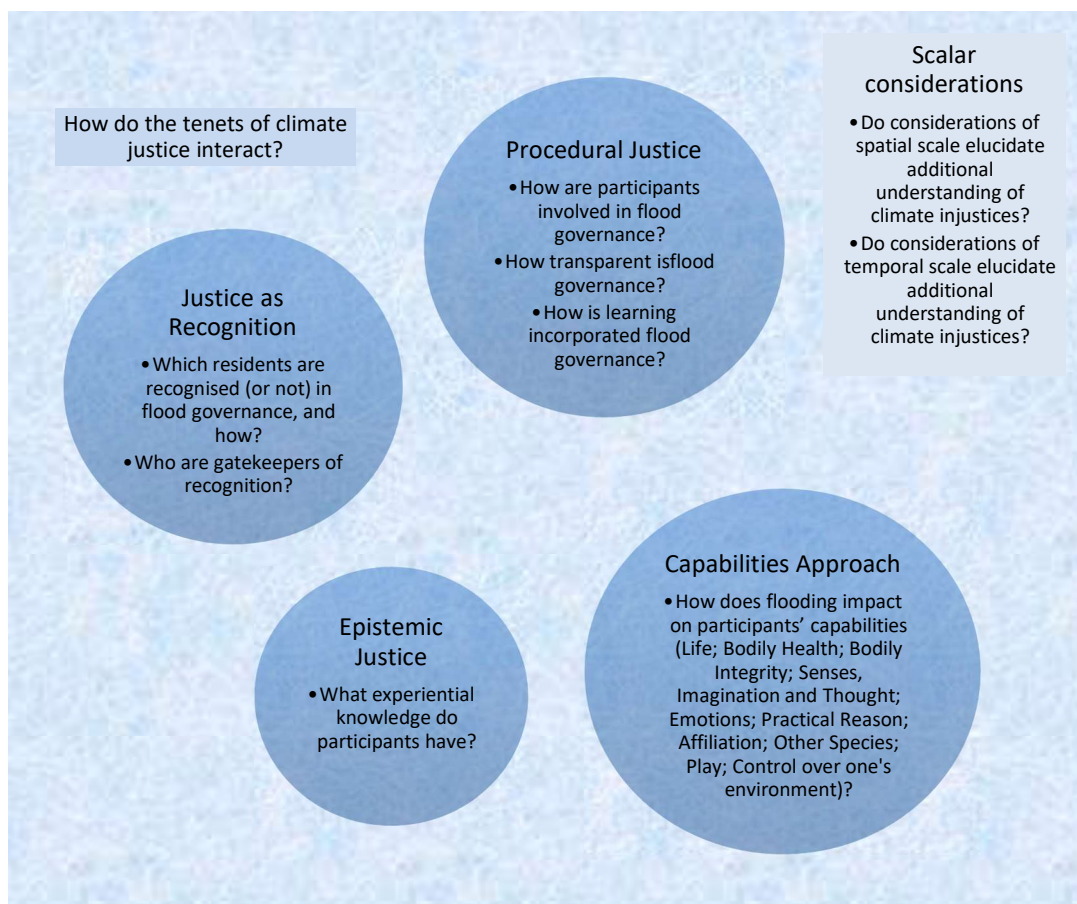 How do the tenets of climate
justice interact?
Procedural Justice
•How are participants
involved in flood
governance?
•How transparent isflood
governance?
•How is learning
incorporated flood
governance?
Scalar
considerations
•Do considerations of
spatial scale elucidate
additional
understanding of
climate injustices?
•Do considerations of
temporal scale elucidate
additional
understanding of
climate injustices?
Justice as
Recognition
•Which residents are
recognised (or not) in
flood governance, and
how?
•Who are gatekeepers of
recognition?
Epistemic
Justice
•What experiential
knowledge do
participants have?
Capabilities Approach
•How does flooding impact
on participants’ capabilities
(Life; Bodily Health; Bodily
Integrity; Senses,
Imagination and Thought;
Emotions; Practical Reason;
Affiliation; Other Species;
Play; Control over one's
environment)?